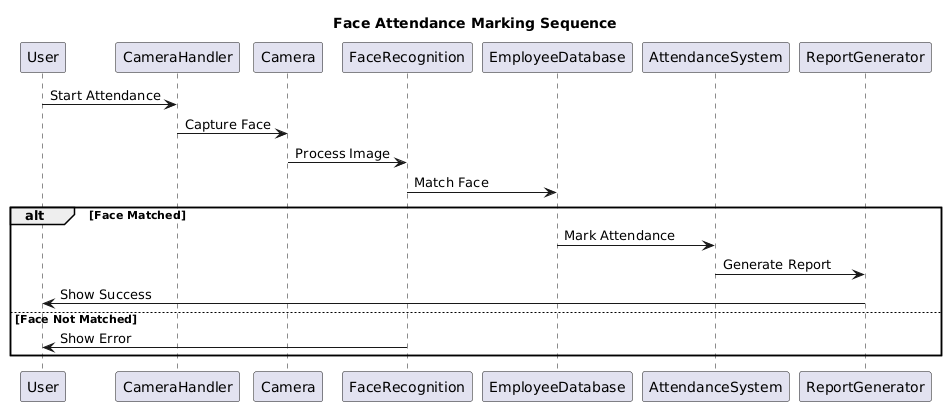 Face Attendance Marking Sequence
User CameraHandler Camera FaceRecognition EmployeeDatabase AttendanceSystem ReportGenerator
Start Attendance
Capture Face
Process Image
Match Face
alt [Face Matched]
Mark Attendance
Generate Report
Show Success
[Face Not Matched]
Show Error
User CameraHandler Camera FaceRecognition EmployeeDatabase AttendanceSystem ReportGenerator